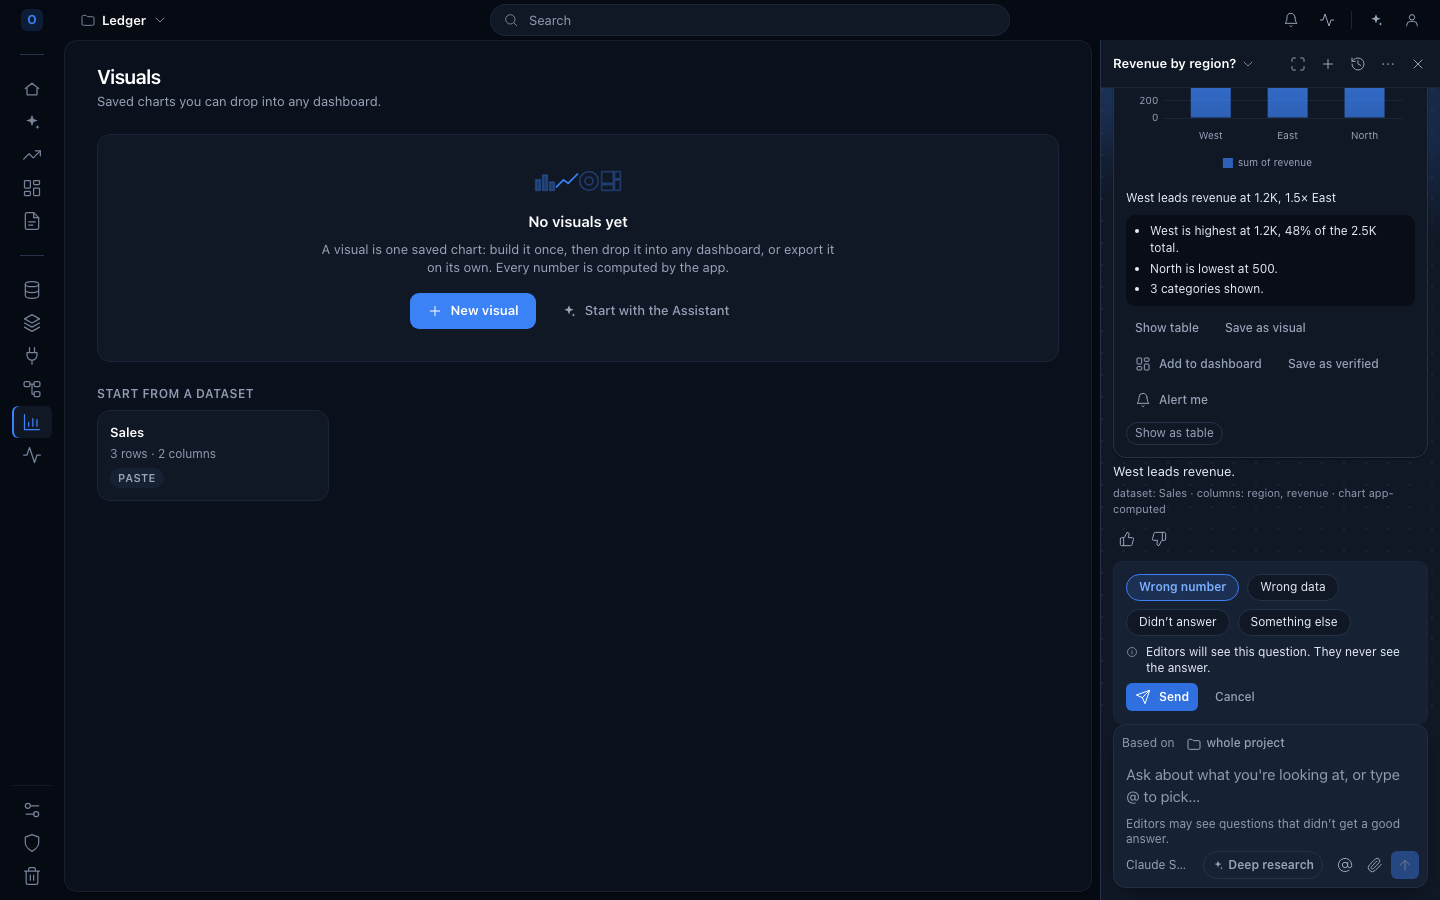 O
Ledger
Search
Visuals
Saved charts you can drop into any dashboard.
No visuals yet
A visual is one saved chart: build it once, then drop it into any dashboard, or export it
on its own. Every number is computed by the app.
New visual
Start with the Assistant
START FROM A DATASET
Sales
3 rows · 2 columns
PASTE
Revenue by region?
200
0
West East North
sum of revenue
West leads revenue at 1.2K, 1.5× East
• West is highest at 1.2K, 48% of the 2.5K
total.
• North is lowest at 500.
• 3 categories shown.
Show table Save as visual
Add to dashboard Save as verified
Alert me
Show as table
West leads revenue.
dataset: Sales · columns: region, revenue · chart app-
computed
Wrong number Wrong data
Didn't answer Something else
Editors will see this question. They never see
the answer.
Send Cancel
Based on whole project
Ask about what you're looking at, or type
@ to pick...
Editors may see questions that didn't get a good
answer.
Claude S... Deep research